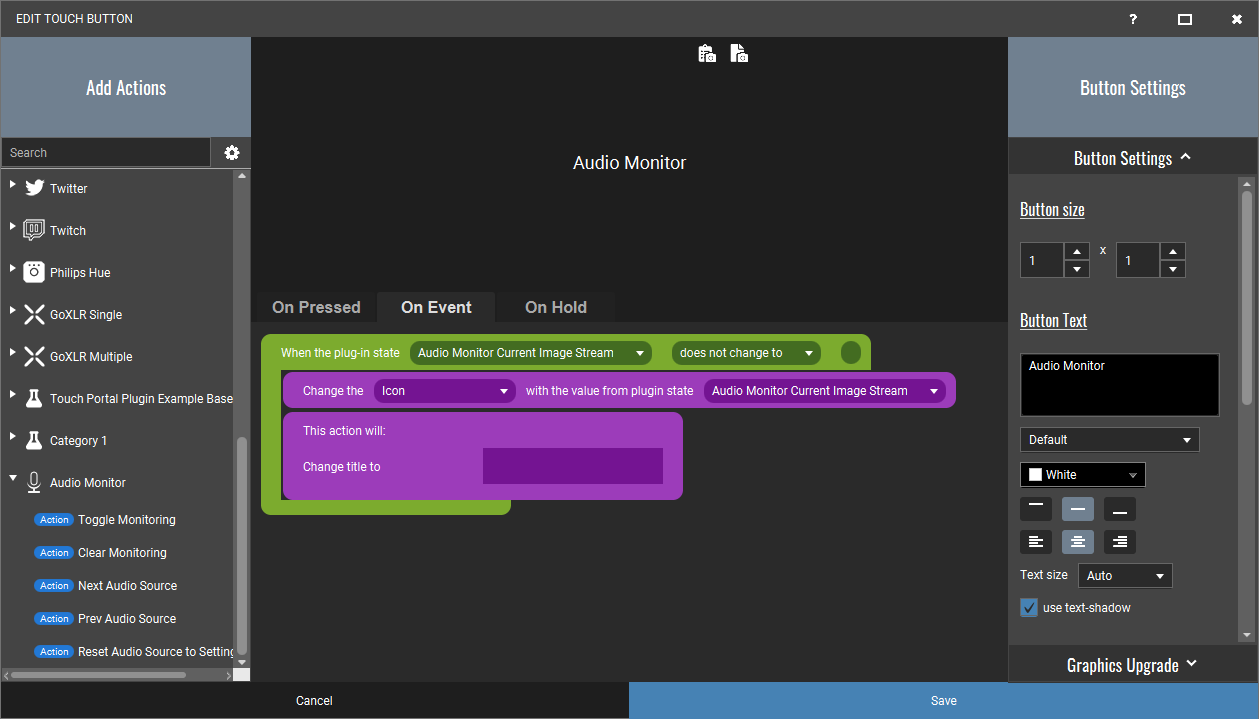 EDIT TOUCH BUTTON
?
Add Actions
Search
Twitter
Twitch
Philips Hue
GoXLR Single
GoXLR Multiple
Touch Portal Plugin Example Base
Category 1
Audio Monitor
Action Toggle Monitoring
Action Clear Monitoring
Action Next Audio Source
Action Prev Audio Source
Action Reset Audio Source to Setting
Audio Monitor
On Pressed
On Event
On Hold
When the plug-in state Audio Monitor Current Image Stream does not change to
Change the Icon with the value from plugin state Audio Monitor Current Image Stream
This action will:
Change title to
Button Settings
Button Settings
Button size
1 x 1
Button Text
Audio Monitor
Default
White
Text size Auto
use text-shadow
Graphics Upgrade
Cancel
Save